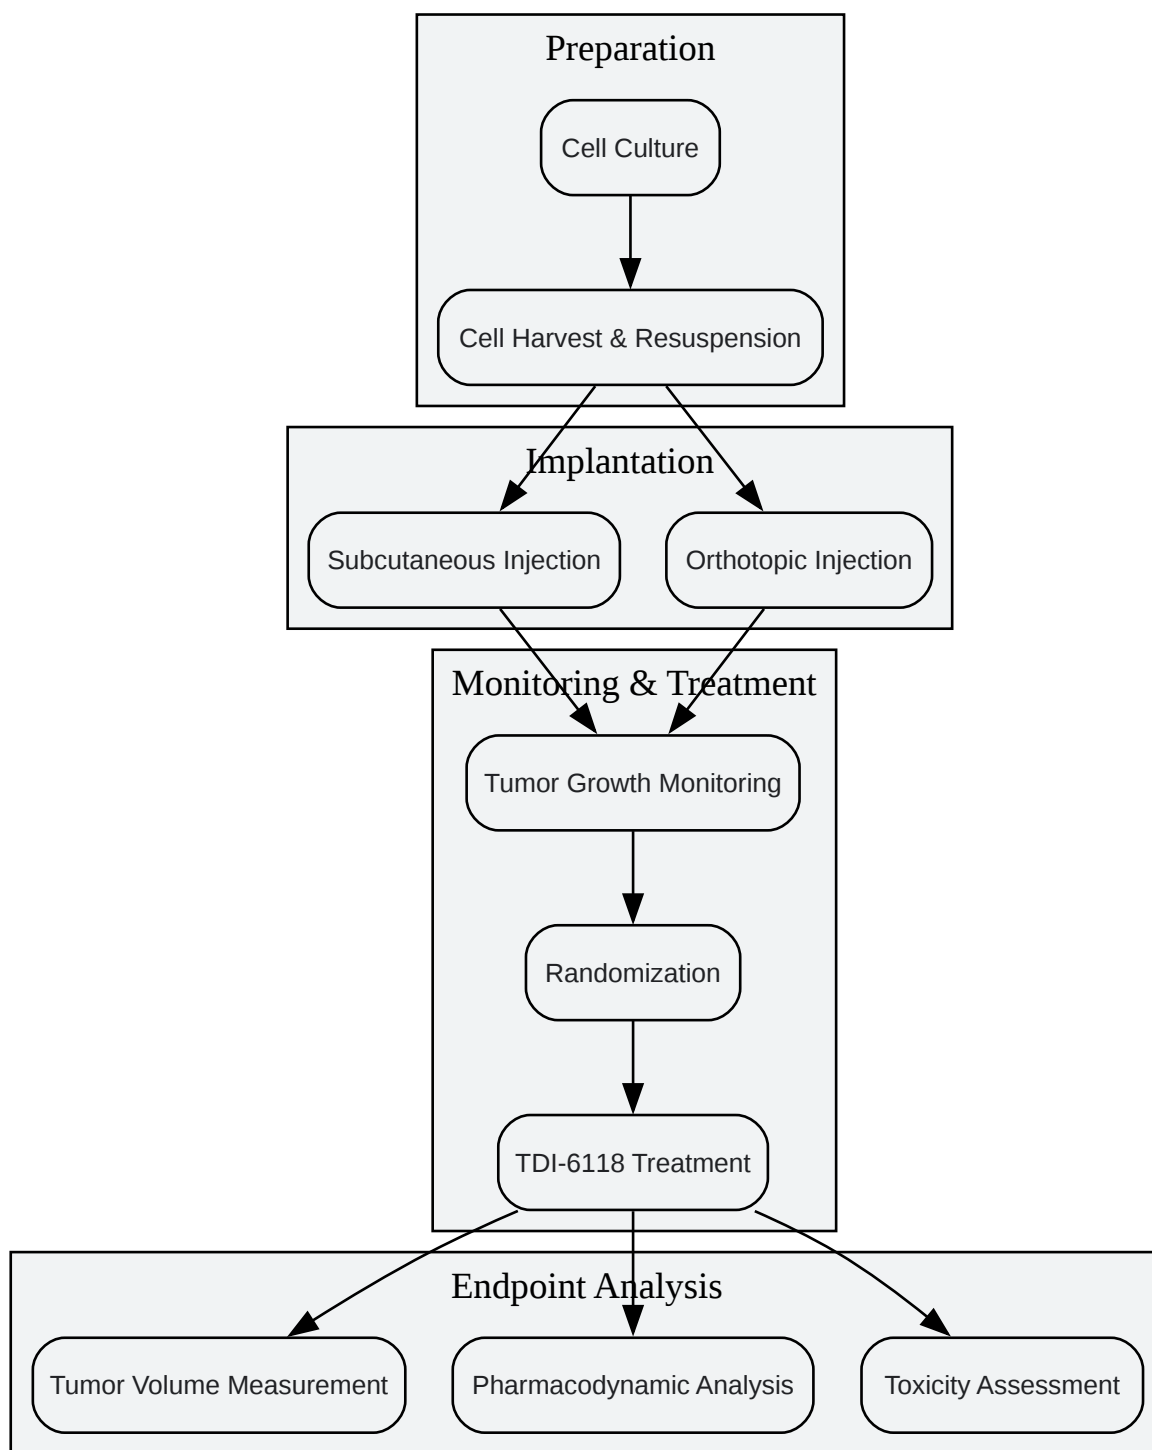 Preparation
Cell Culture
Cell Harvest & Resuspension
Implantation
Subcutaneous Injection
Orthotopic Injection
Monitoring & Treatment
Tumor Growth Monitoring
Randomization
TDI-6118 Treatment
Endpoint Analysis
Tumor Volume Measurement
Pharmacodynamic Analysis
Toxicity Assessment